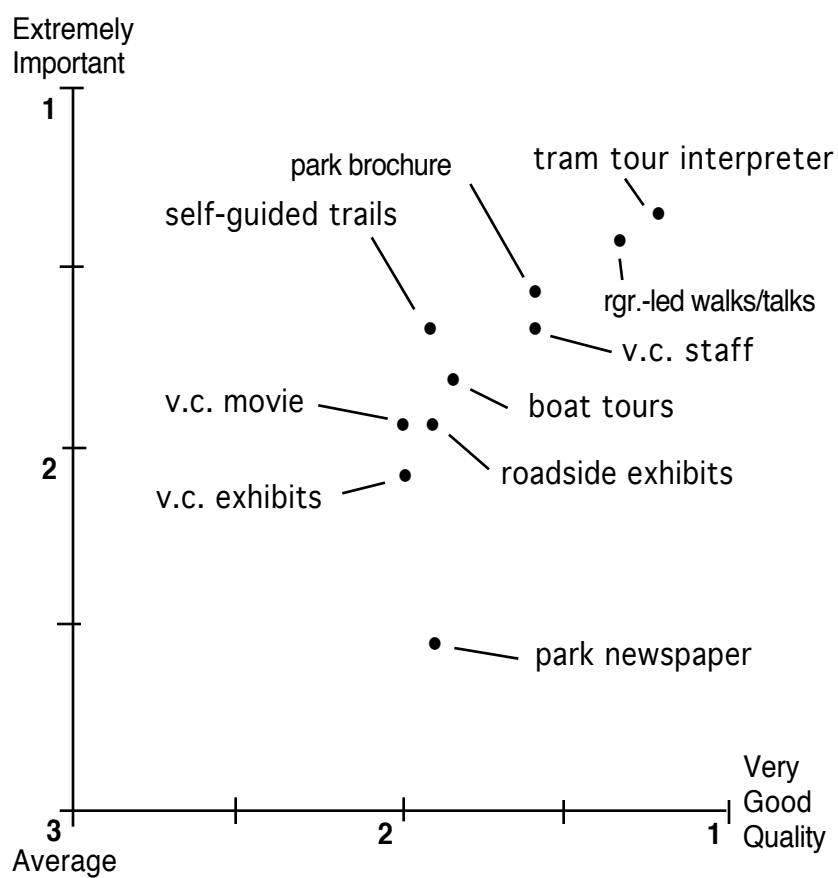 Extremely
Important
1
tram tour interpreter
park brochure
self-guided trails
rgr.-led walks/talks
v.c. staff
v.c. movie
boat tours
2
roadside exhibits
v.c. exhibits
park newspaper
Very
Good
Quality
3
2
1
Average